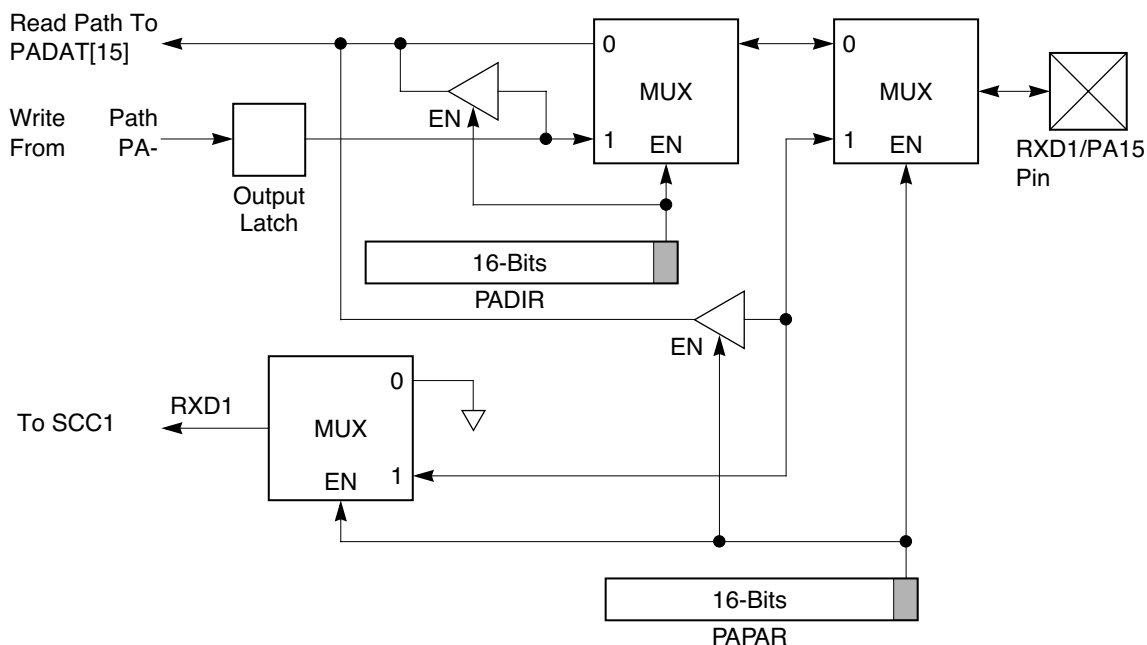 Read Path To
PADAT[15]
0
0
MUX
MUX
EN
Write Path
From PA-
1
EN
1
EN
RXD1/PA15
Pin
Output
Latch
16-Bits
PADIR
EN
0
RXD1
To SCC1
MUX
EN
1
16-Bits
PAPAR